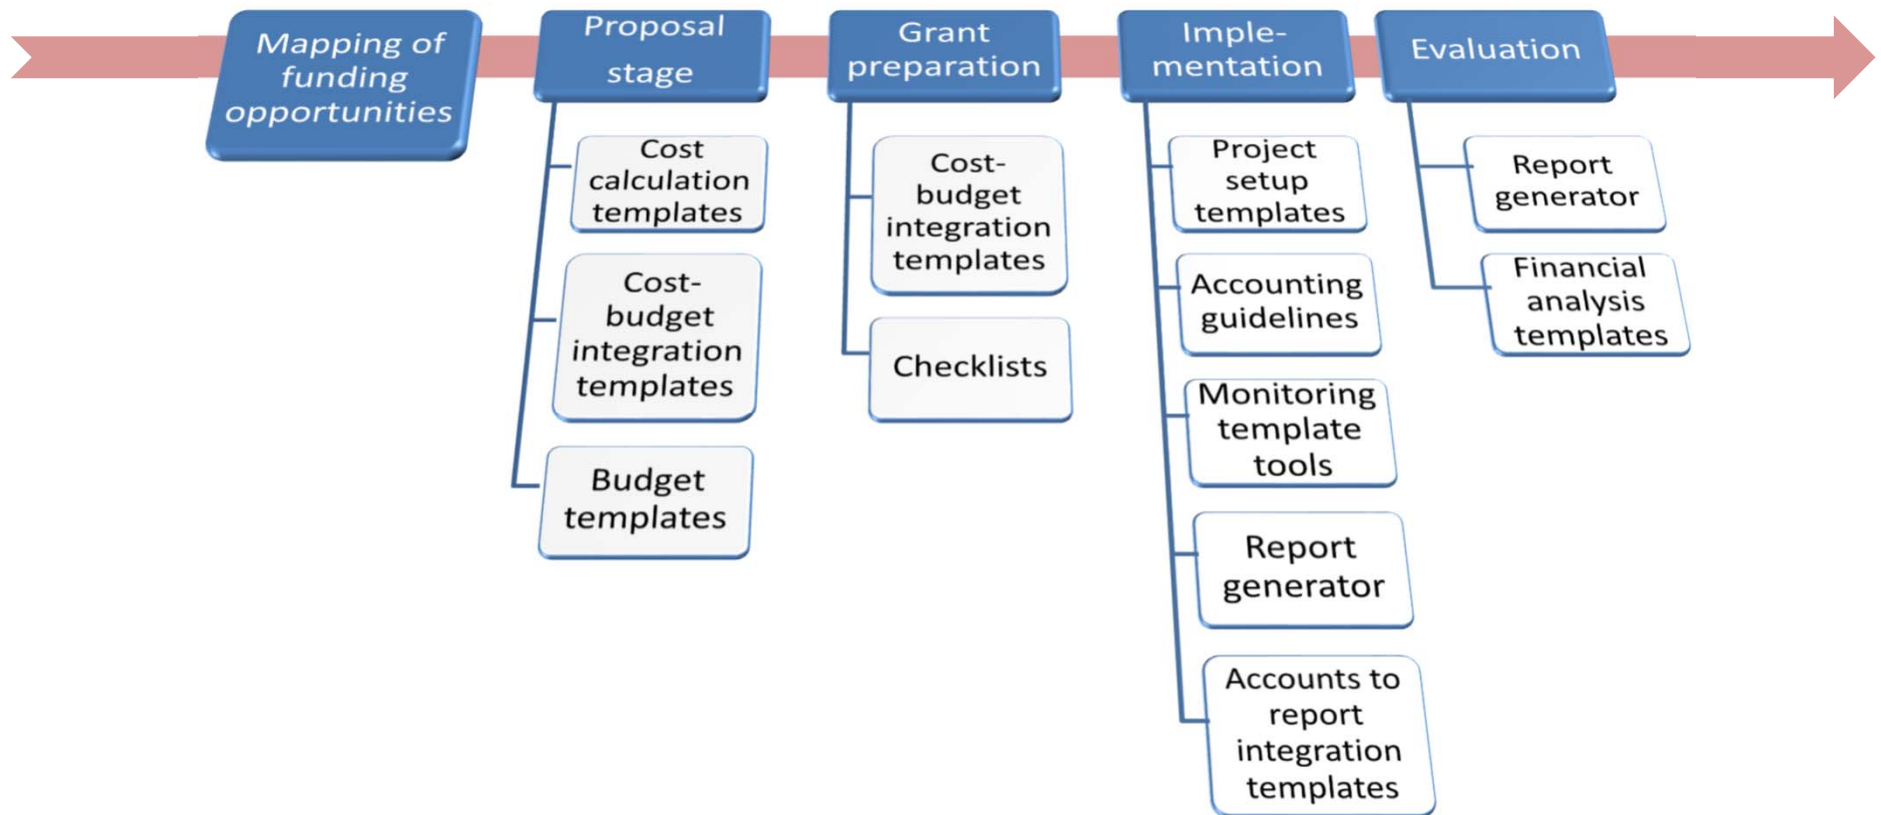 Mapping of
funding
opportunities
Proposal
stage
Cost
calculation
templates
Cost-
budget
integration
templates
Budget
templates
Grant
preparation
Cost-
budget
integration
templates
Checklists
Imple-
mentation
Project
setup
templates
Accounting
guidelines
Monitoring
template
tools
Report
generator
Accounts to
report
integration
templates
Evaluation
Report
generator
Financial
analysis
templates